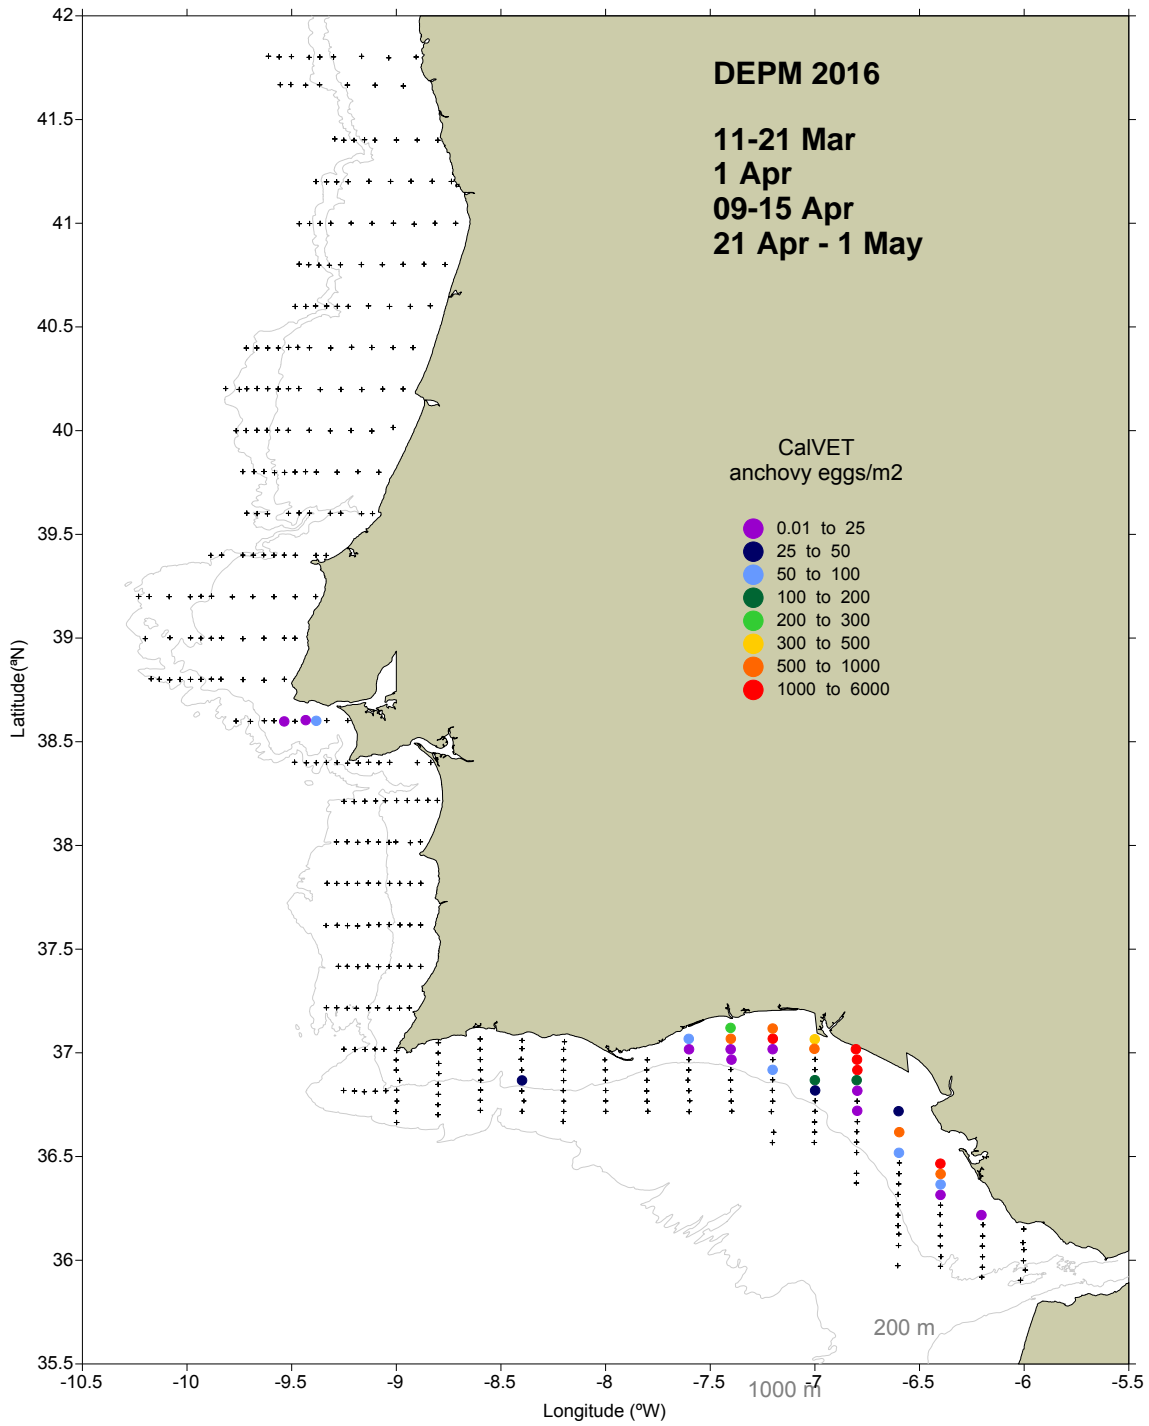 DEPM 2016
11-21 Mar
1 Apr
09-15 Apr
21 Apr - 1 May
CalVET
anchovy eggs/m2
0.01 to 25
25 to 50
50 to 100
100 to 200
200 to 300
300 to 500
500 to 1000
1000 to 6000
42
41.5
41
40.5
40
39.5
39
38.5
38
37.5
37
36.5
36
35.5
Latitude(ªN)
200 m
-10.5
-10
-9.5
-9
-8.5
-8
-7.5
-7
-6.5
-6
-5.5
1000 m
Longitude (ºW)